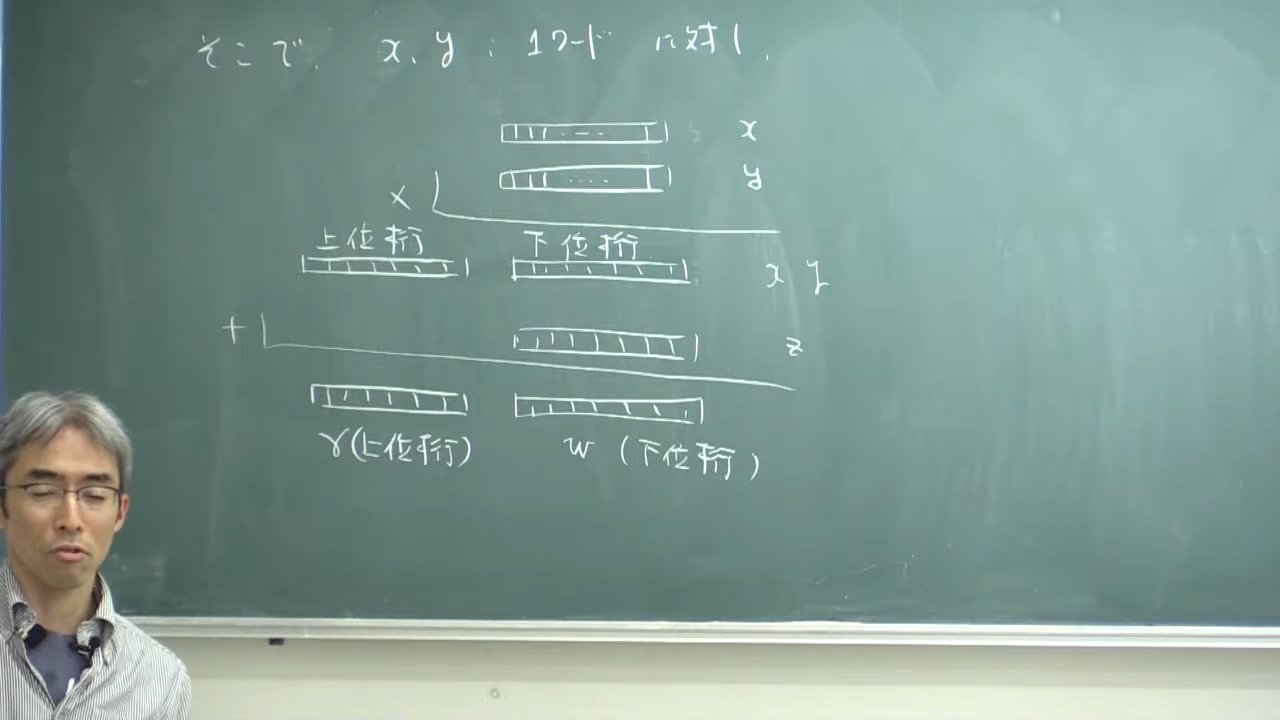 そこで、 x、y : 1ワード に対し、
x
y
×
上位桁 下位桁
x y
+
z
r(上位桁) w (下位桁)